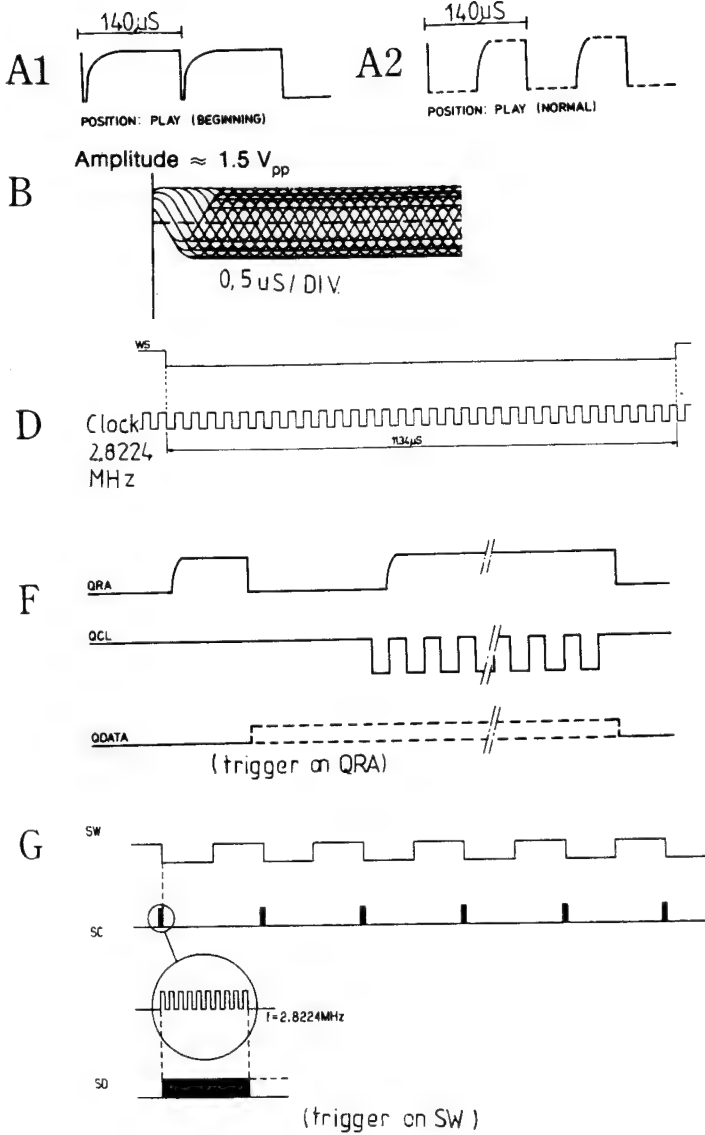 140µS
A1
POSITION: PLAY (BEGINNING)
140µS
A2
POSITION: PLAY (NORMAL)
Amplitude ≈ 1.5 Vpp
B
0,5 uS/DIV.
WS
D
Clock
2.8224
MHz
11.34µS
F
QRA
QCL
QDATA
(trigger on QRA)
G
SW
SC
f=2.8224MHz
SD
(trigger on SW)